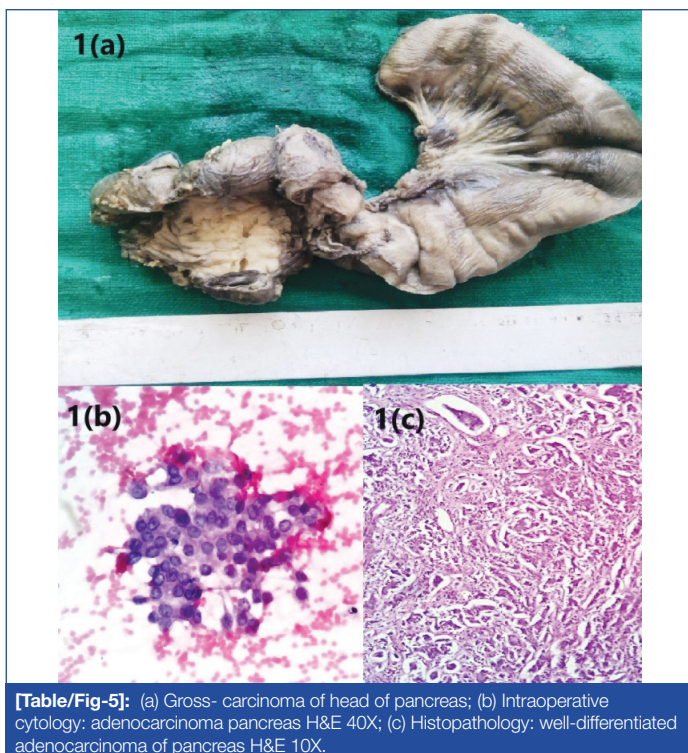 1(a)
1(b)
1(c)
[Table/Fig-5]: (a) Gross- carcinoma of head of pancreas; (b) Intraoperative
cytology: adenocarcinoma pancreas H&E 40X; (c) Histopathology: well-differentiated
adenocarcinoma of pancreas H&E 10X.